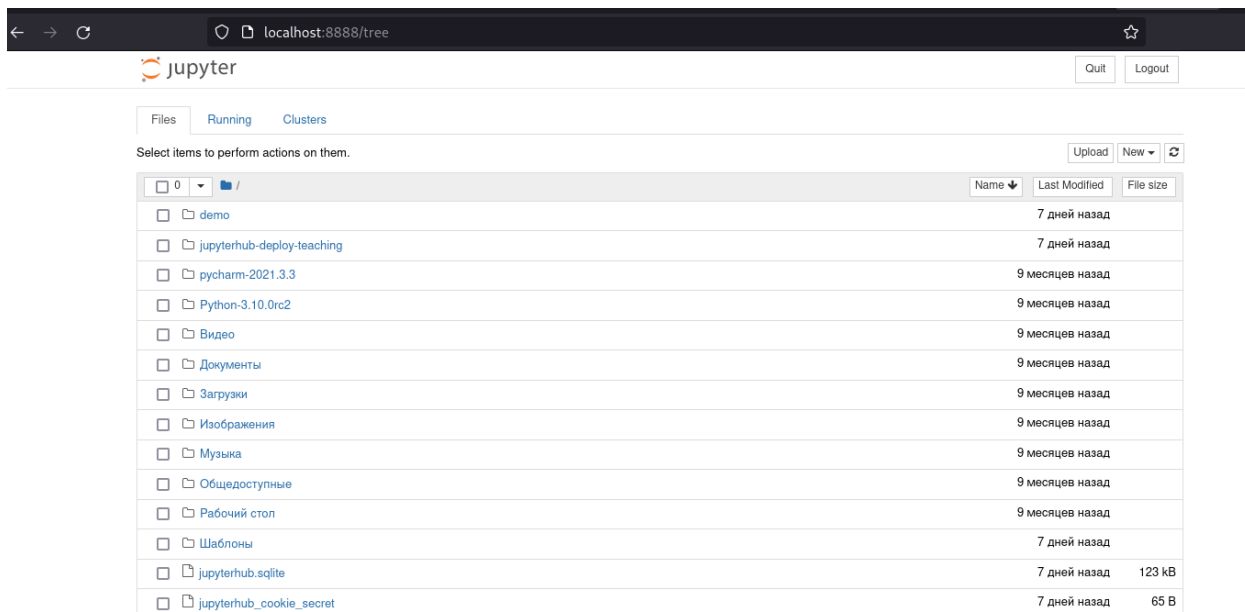 localhost:8888/tree
jupyter Quit Logout
Files Running Clusters
Select items to perform actions on them. Upload New
0 / Name Last Modified File size
demo 7 дней назад
jupyterhub-deploy-teaching 7 дней назад
pycharm-2021.3.3 9 месяцев назад
Python-3.10.0rc2 9 месяцев назад
Видео 9 месяцев назад
Документы 9 месяцев назад
Загрузки 9 месяцев назад
Изображения 9 месяцев назад
Музыка 9 месяцев назад
Общедоступные 9 месяцев назад
Рабочий стол 9 месяцев назад
Шаблоны 7 дней назад
jupyterhub.sqlite 7 дней назад 123 kB
jupyterhub_cookie_secret 7 дней назад 65 B